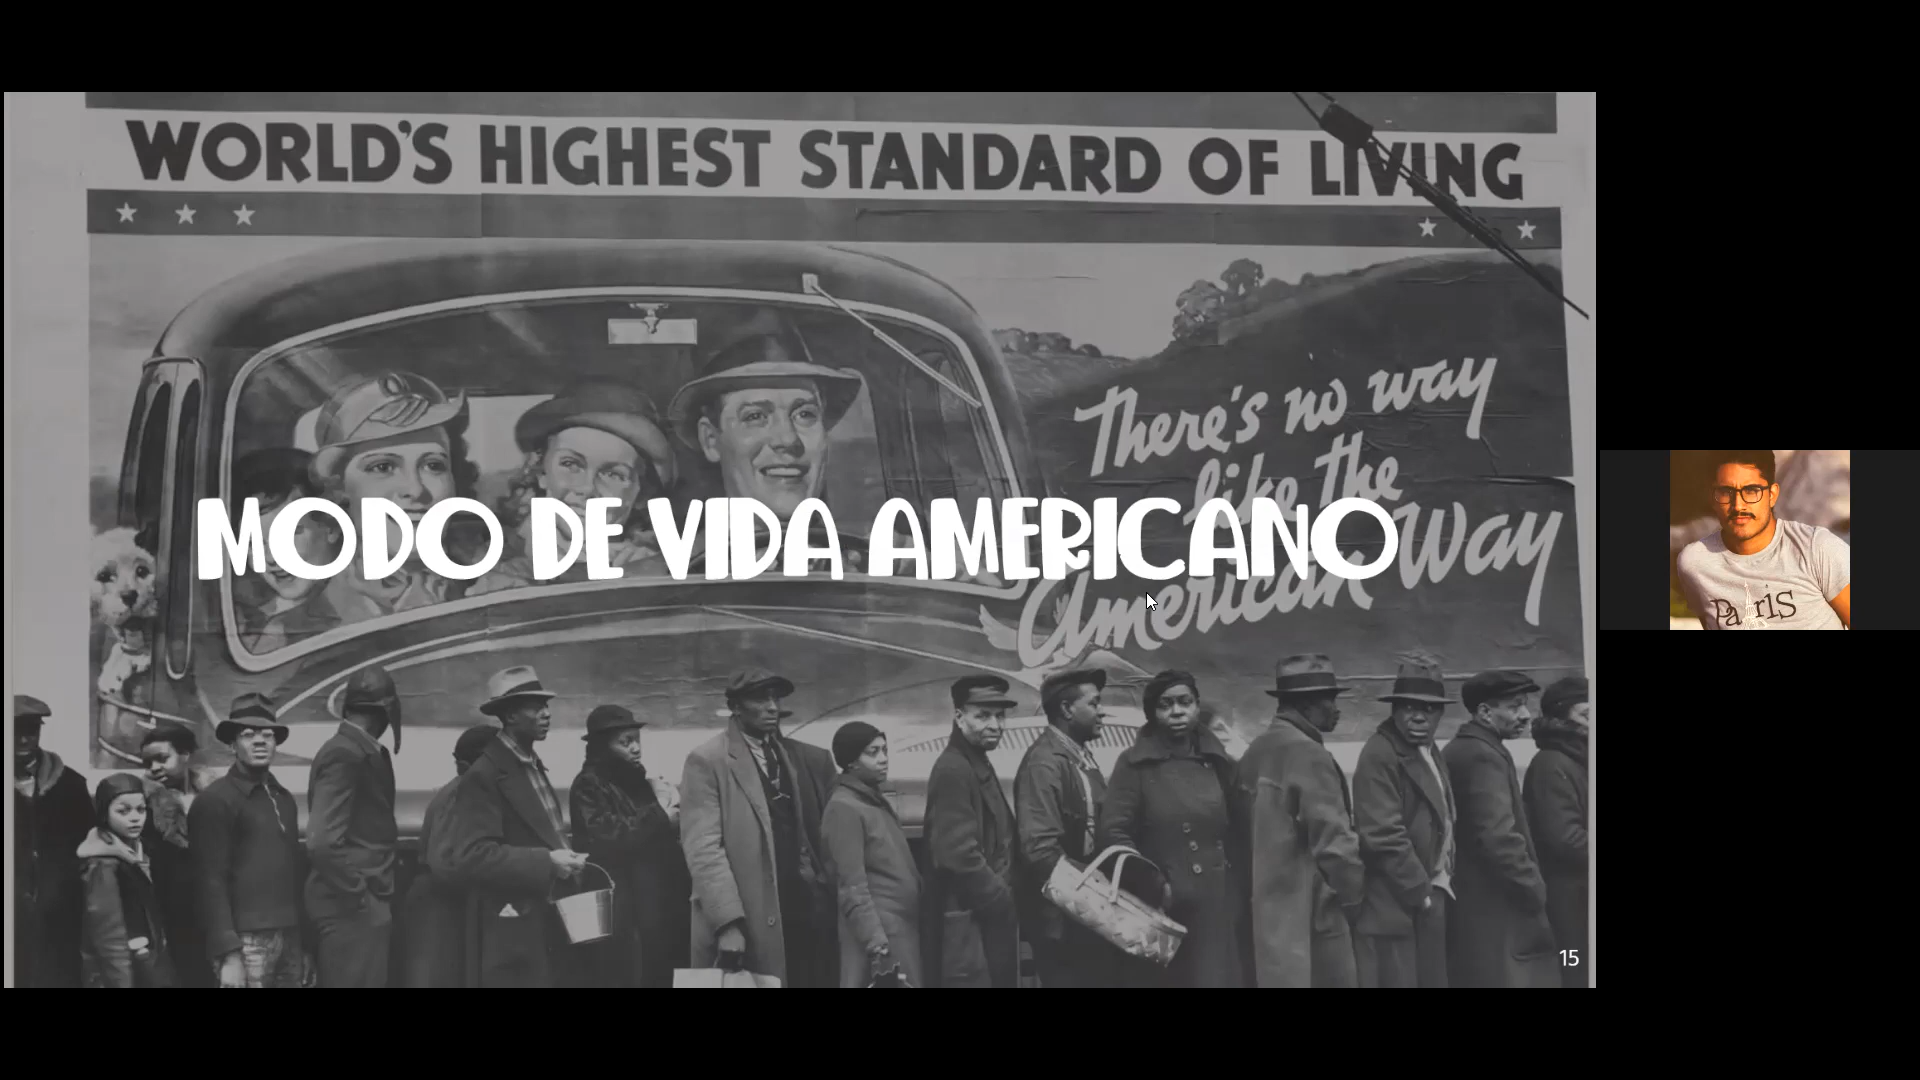 WORLD'S HIGHEST STANDARD OF LIVING
There's no way
like the
American Way
MODO DE VIDA AMERICANO
15
Paris